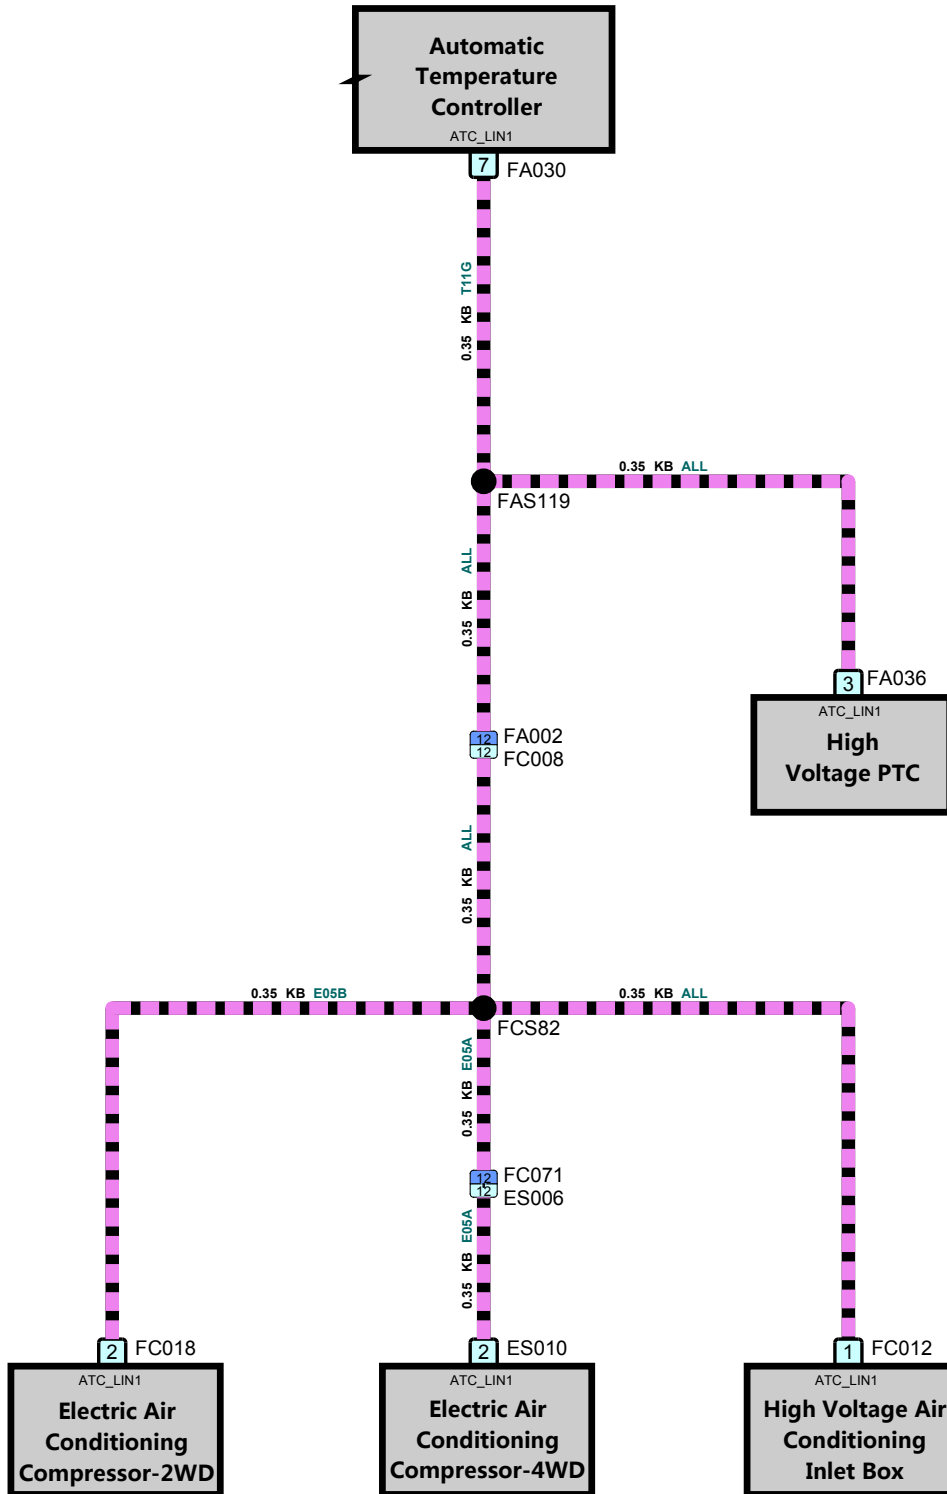 Automatic
Temperature
Controller
ATC_LIN1
7 FA030
0.35 KB T11G
0.35 KB ALL
FAS119
0.35 KB ALL
3 FA036
ATC_LIN1
High
Voltage PTC
12 FA002
12 FC008
0.35 KB ALL
0.35 KB E05B
0.35 KB ALL
FCS82
0.35 KB E05A
12 FC071
12 ES006
0.35 KB E05A
2 FC018
ATC_LIN1
Electric Air
Conditioning
Compressor-2WD
2 ES010
ATC_LIN1
Electric Air
Conditioning
Compressor-4WD
1 FC012
ATC_LIN1
High Voltage Air
Conditioning
Inlet Box